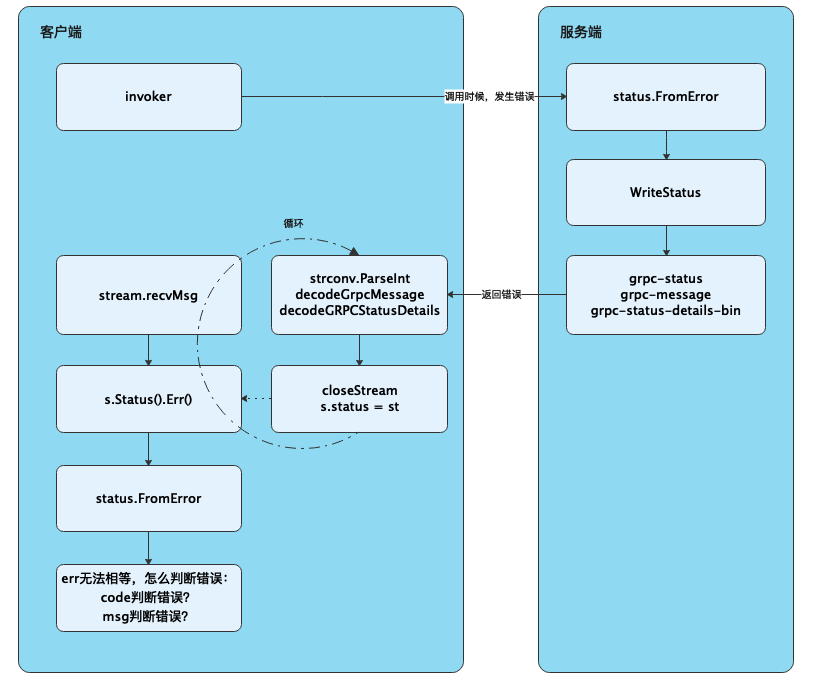 客户端
服务端
invoker
调用时候，发生错误
status.FromError
WriteStatus
循环
stream.recvMsg
strconv.ParseInt
decodeGrpcMessage
decodeGRPCStatusDetails
返回错误
grpc-status
grpc-message
grpc-status-details-bin
s.Status().Err()
closeStream
s.status = st
status.FromError
err无法相等，怎么判断错误：
code判断错误？
msg判断错误？